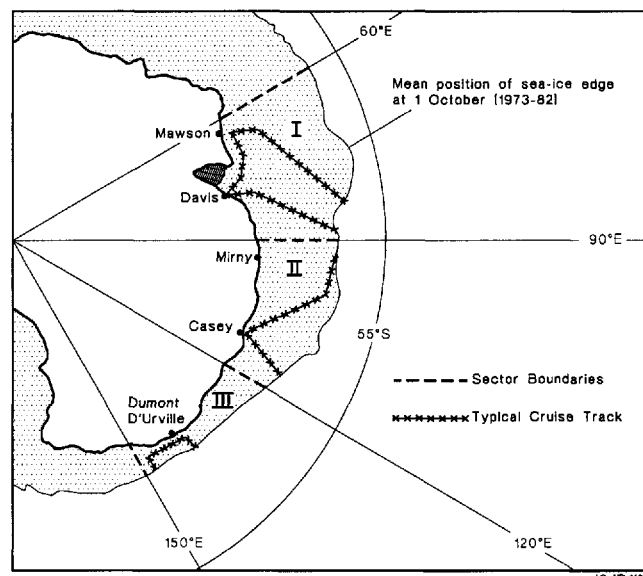 60°E
Mean position of sea-ice edge
at 1 October (1973-82)
I
Mawson
Davis
90°E
Mirny
II
Casey
55°S
Sector Boundaries
III
Dumont
D'Urville
Typical Cruise Track
150°E
120°E